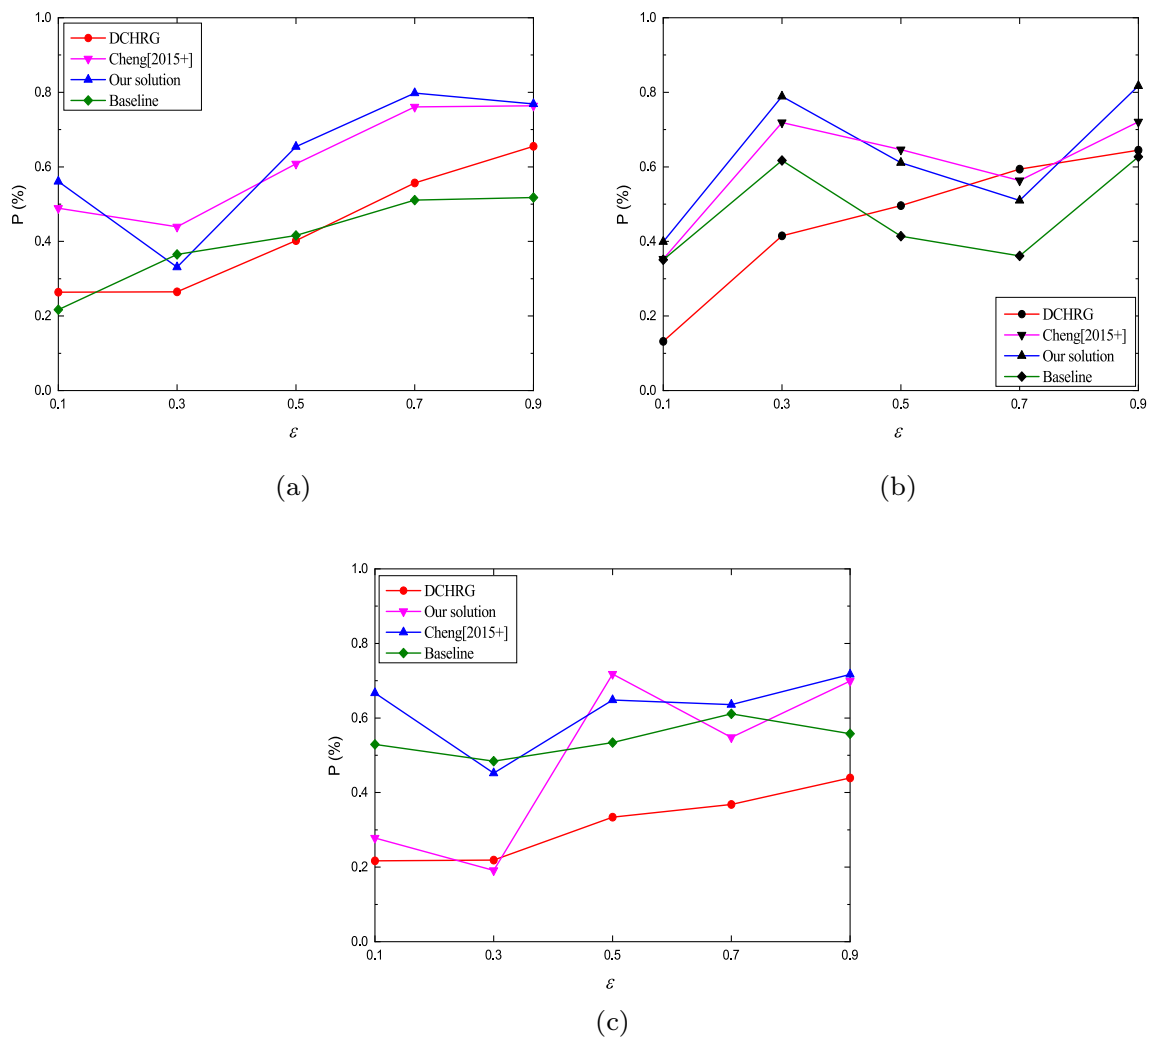 1.0
0.8
0.6
0.4
0.2
0.0
P (%)
DCHRG
Cheng[2015+]
Our solution
Baseline
0.1 0.3 0.5 0.7 0.9
ε
(a)
1.0
0.8
0.6
0.4
0.2
0.0
P (%)
DCHRG
Cheng[2015+]
Our solution
Baseline
0.1 0.3 0.5 0.7 0.9
ε
(b)
1.0
0.8
0.6
0.4
0.2
0.0
P (%)
DCHRG
Our solution
Cheng[2015+]
Baseline
0.1 0.3 0.5 0.7 0.9
ε
(c)